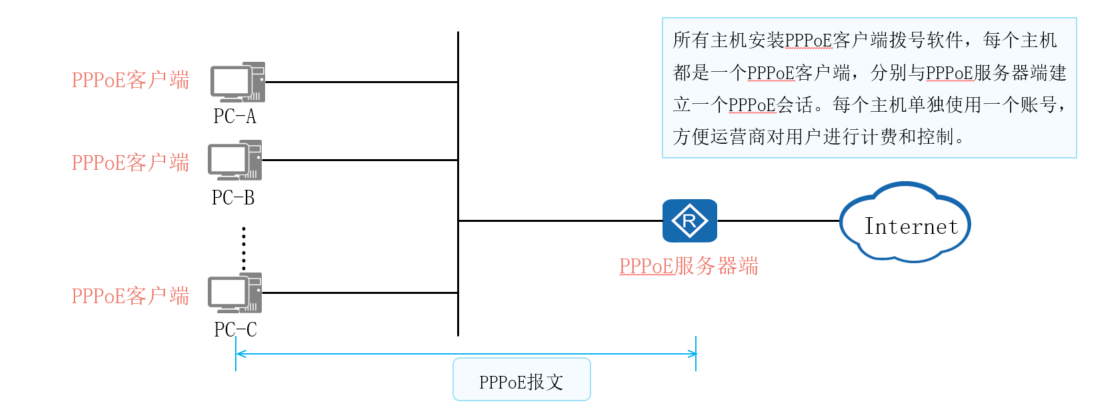 所有主机安装PPPoE客户端拨号软件，每个主机
都是一个PPPoE客户端，分别与PPPoE服务器端建
立一个PPPoE会话。每个主机单独使用一个账号，
方便运营商对用户进行计费和控制。
PPPoE客户端
PC-A
PPPoE客户端
PC-B
R
Internet
PPPoE服务器端
PPPoE客户端
PC-C
PPPoE报文